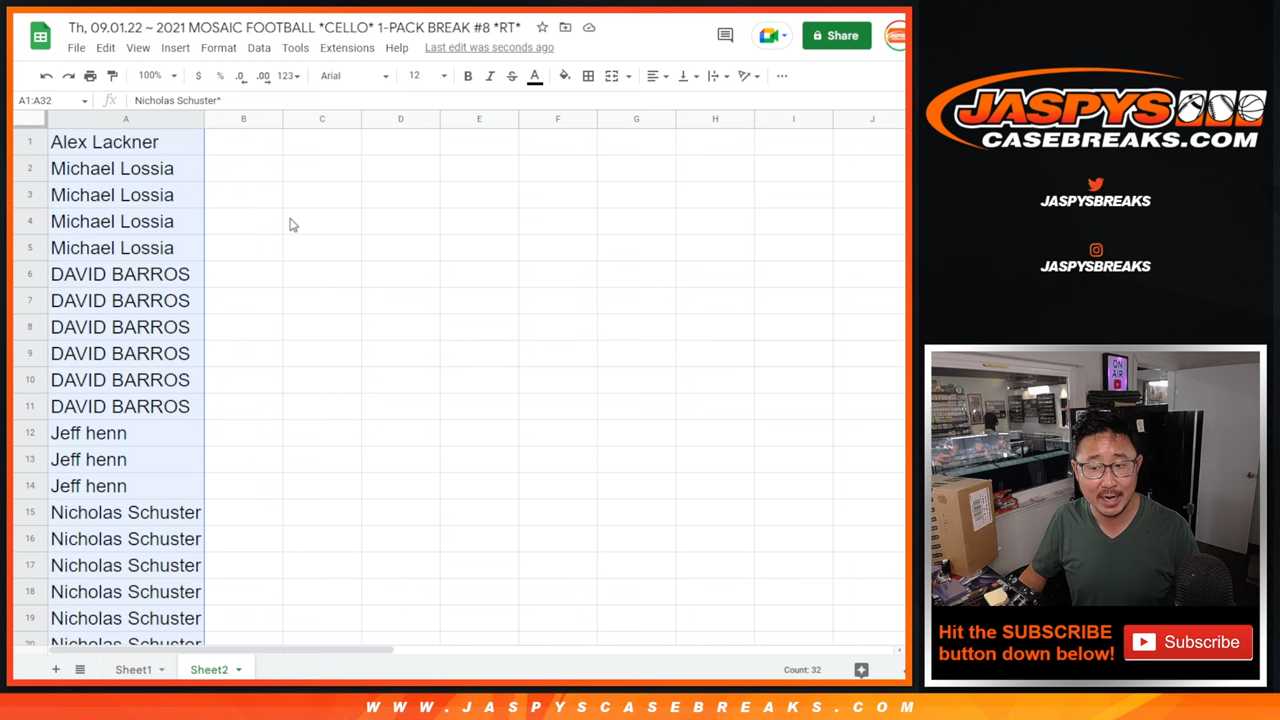 Th, 09.01.22 ~ 2021 MOSAIC FOOTBALL *CELLO* 1-PACK BREAK #8 *RT*
File Edit View Insert Format Data Tools Extensions Help Last edit was seconds ago
Share
100% $ % .0 .00 123 Arial 12 B I S A
A1:A32 fx Nicholas Schuster^
A B C D E F G H I J
1 Alex Lackner
2 Michael Lossia
3 Michael Lossia
4 Michael Lossia
5 Michael Lossia
6 DAVID BARROS
7 DAVID BARROS
8 DAVID BARROS
9 DAVID BARROS
10 DAVID BARROS
11 DAVID BARROS
12 Jeff henn
13 Jeff henn
14 Jeff henn
15 Nicholas Schuster
16 Nicholas Schuster
17 Nicholas Schuster
18 Nicholas Schuster
19 Nicholas Schuster
20 Nicholas Schuster
Sheet1 Sheet2 Count: 32
JASPYS
CASEBREAKS.COM
JASPYSBREAKS
JASPYSBREAKS
ON
AIR
Hit the SUBSCRIBE
button down below!
Subscribe
WWW.JASPYSCASEBREAKS.COM